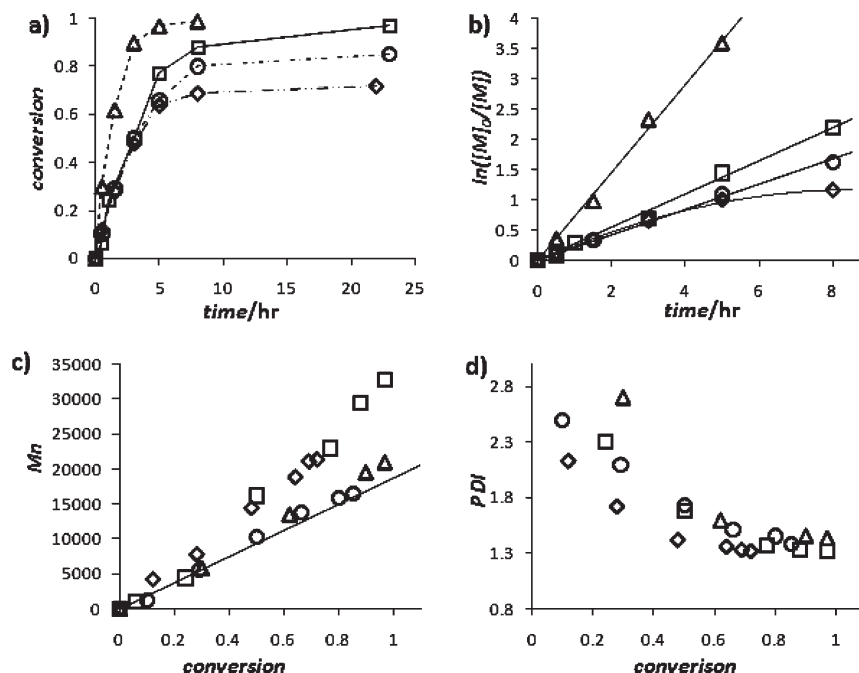 a)
conversion
1
0.8
0.6
0.4
0.2
0
0 5 10 15 20 25
time/hr
b)
ln([M]0/[M])
4
3.5
3
2.5
2
1.5
1
0.5
0
0 2 4 6 8
time/hr
c)
Mn
35000
30000
25000
20000
15000
10000
5000
0
0 0.2 0.4 0.6 0.8 1
conversion
d)
PDI
2.8
2.3
1.8
1.3
0.8
0 0.2 0.4 0.6 0.8 1
converison